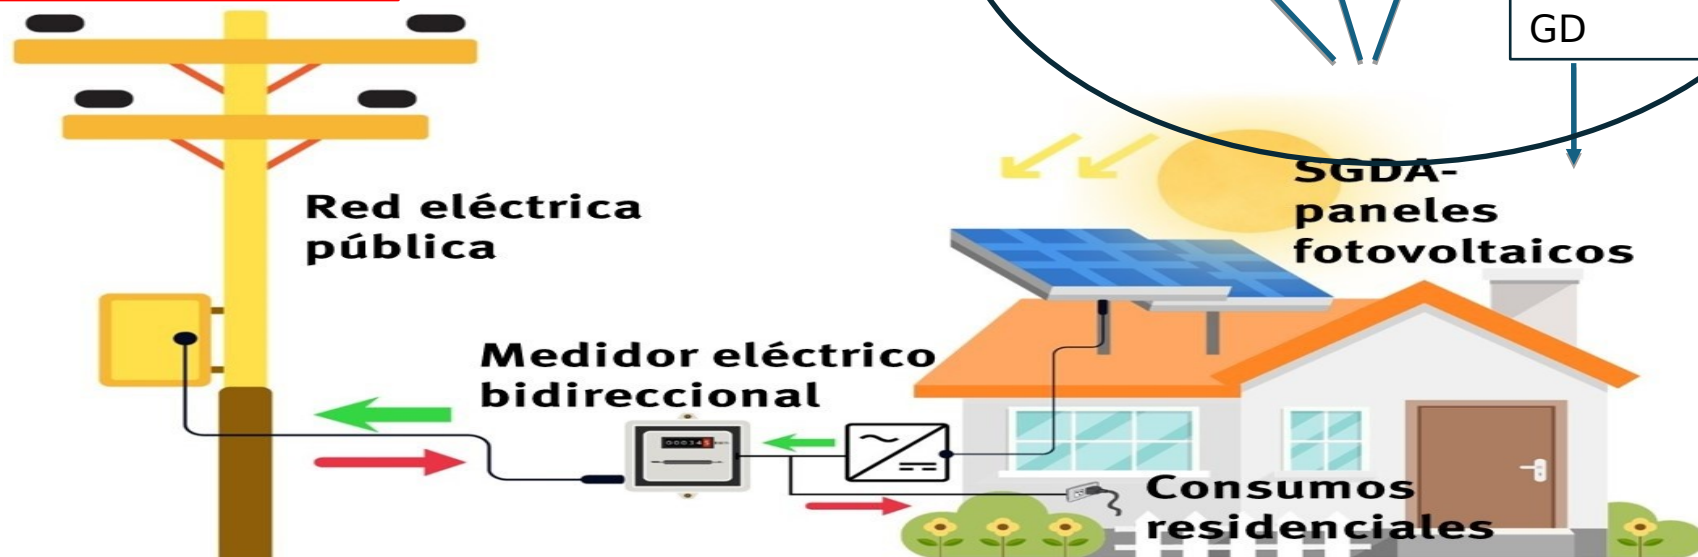 GD
Red eléctrica
pública
SGDA-
paneles
fotovoltaicos
Medidor eléctrico
bidireccional
Consumos
residenciales